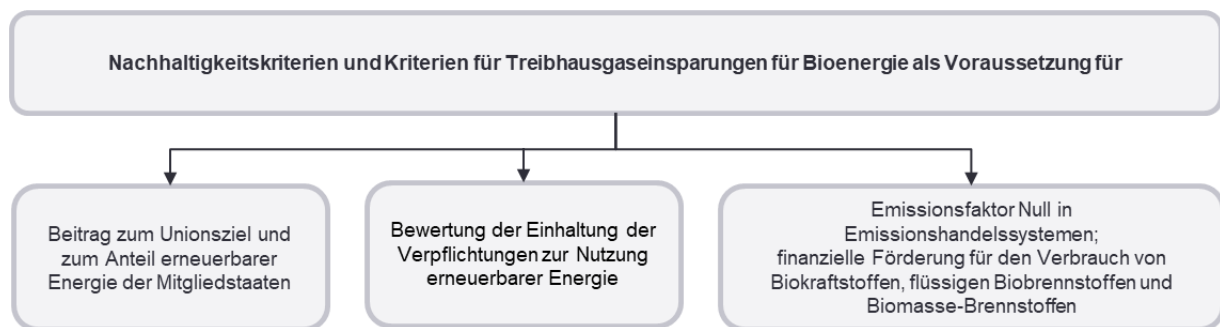 Nachhaltigkeitskriterien und Kriterien für Treibhausgaseinsparungen für Bioenergie als Voraussetzung für
Beitrag zum Unionsziel und
zum Anteil erneuerbarer
Energie der Mitgliedstaaten
Bewertung der Einhaltung der
Verpflichtungen zur Nutzung
erneuerbarer Energie
Emissionsfaktor Null in
Emissionshandelssystemen;
finanzielle Förderung für den Verbrauch von
Biokraftstoffen, flüssigen Biobrennstoffen und
Biomasse-Brennstoffen